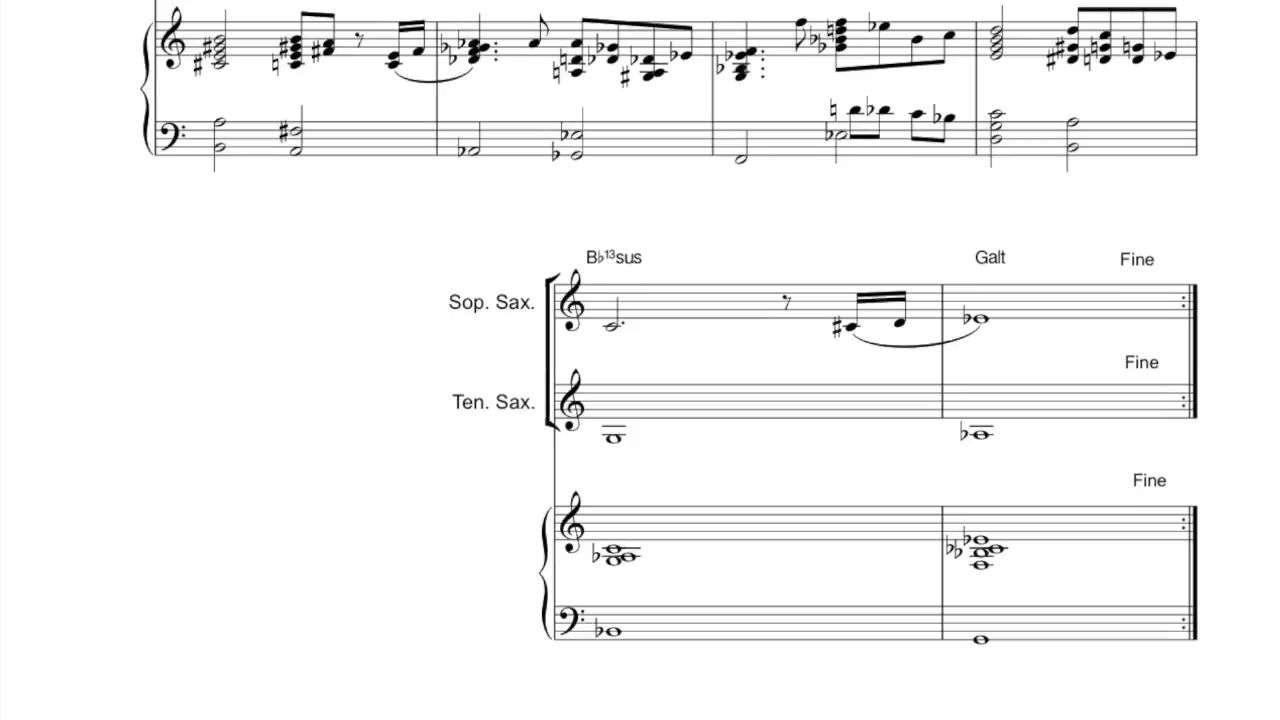 B♭13sus Galt Fine
Sop. Sax.
Fine
Ten. Sax.
Fine